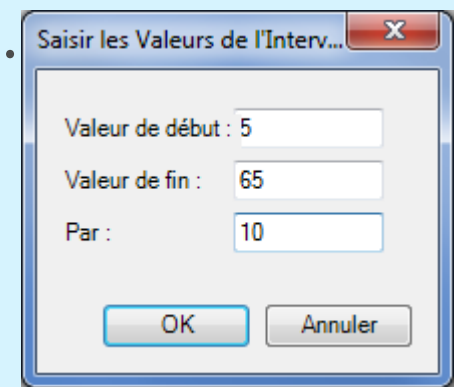 Saisir les Valeurs de l'Interv...
Valeur de début : 5
Valeur de fin : 65
Par : 10
OK Annuler